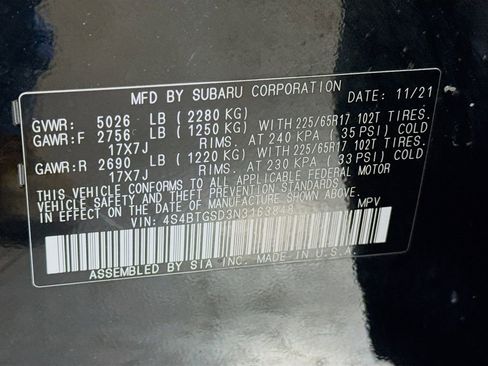 MFD BY SUBARU CORPORATION DATE: 11/21
GVWR: 5026 LB ( 2280 KG)
GAWR:F 2756 LB ( 1250 KG) WITH 225/65R17 102T TIRES.
17X7J RIMS. AT 240 KPA ( 35 PSI) COLD
GAWR:R 2690 LB ( 1220 KG) WITH 225/65R17 102T TIRES.
17X7J RIMS. AT 230 KPA ( 33 PSI) COLD
THIS VEHICLE CONFORMS TO ALL APPLICABLE FEDERAL MOTOR
VEHICLE SAFETY AND THEFT PREVENTION STANDARDS IN EFFECT
ON THE DATE OF MANUFACTURE SHOWN ABOVE.
VIN: 4S4BTGSD3N3163848 MPV
ASSEMBLED BY SIA INC. MADE IN U.S.A.